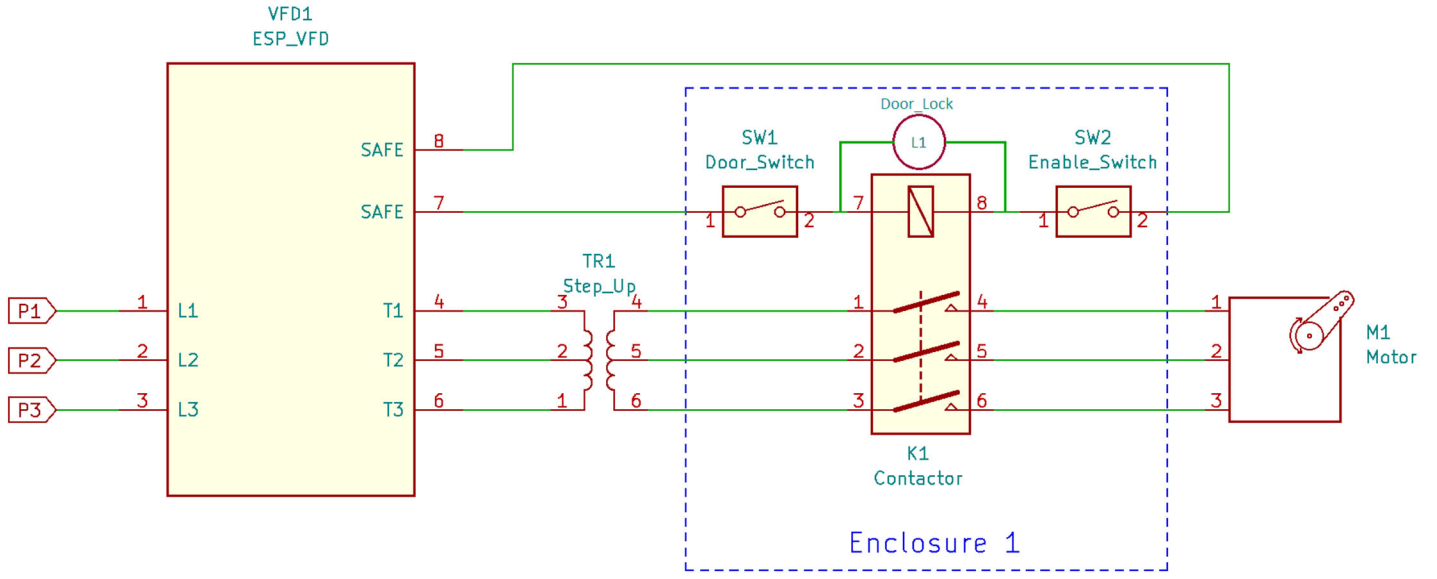 VFD1
ESP_VFD
Door_Lock
SW1
SW2
L1
Door_Switch
Enable_Switch
SAFE 8
SAFE 7
1 2
7 8
1 2
TR1
Step_Up
P1 1 L1
T1 4
3 4
1 4
1
P2 2 L2
T2 5
2 5
2 5
2
M1
Motor
P3 3 L3
T3 6
1 6
3 6
3
K1
Contactor
Enclosure 1